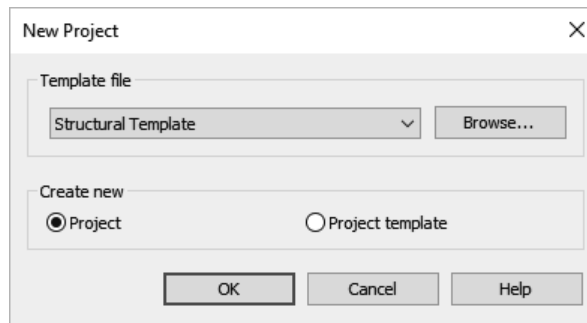 New Project
Template file
Structural Template
Browse...
Create new
Project
Project template
OK
Cancel
Help